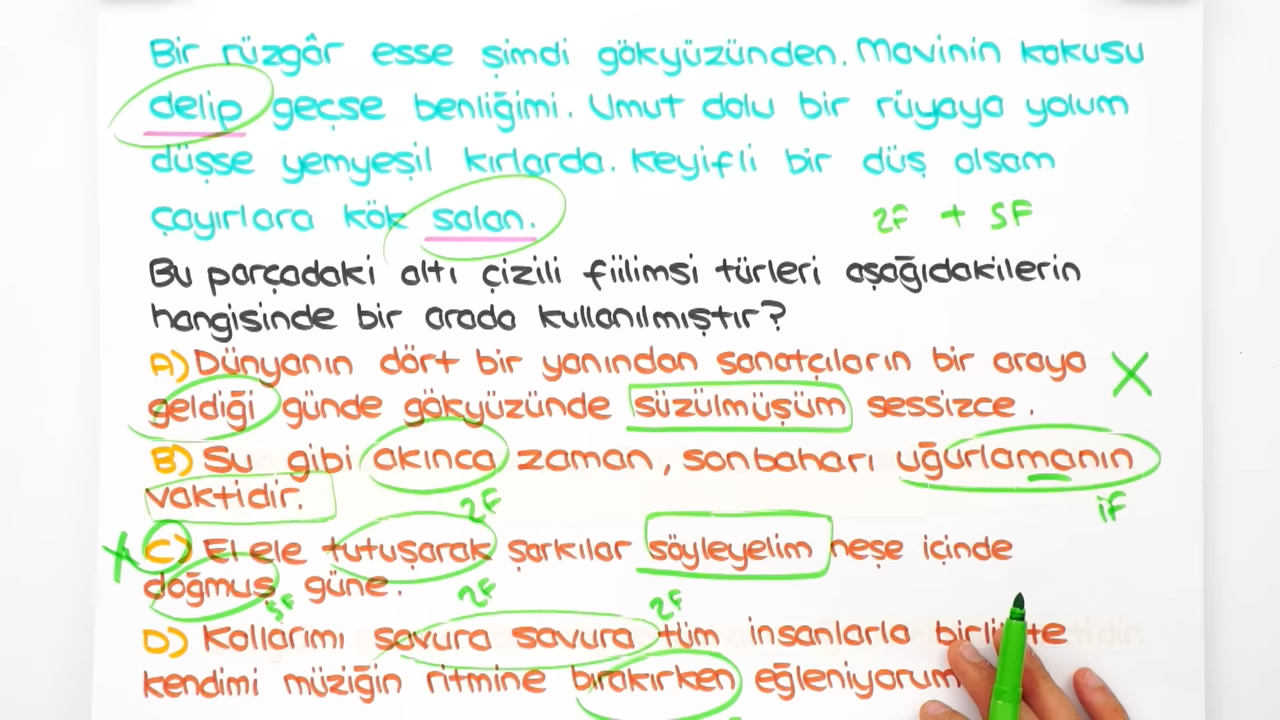 Bir rüzgâr esse şimdi gökyüzünden. Mavinin kokusu
delip geçse benliğimi. Umut dolu bir rüyaya yolum
düşse yemyeşil kırlarda. Keyifli bir düş olsam
çayırlara kök salan.
2F + SF
Bu parçadaki altı çizili fiilimsi türleri aşağıdakilerin
hangisinde bir arada kullanılmıştır?
A) Dünyanın dört bir yanından sanatçıların bir araya
geldiği günde gökyüzünde süzülmüşüm sessizce.
X
B) Su gibi akınca zaman, sonbaharı uğurlamanın
vaktidir.
2F
if
X
C) El ele tutuşarak şarkılar söyleyelim neşe içinde
doğmuş güne.
SF
2F
2F
D) Kollarımı savura savura tüm insanlarla birlikte
kendimi müziğin ritmine bırakırken eğleniyorum